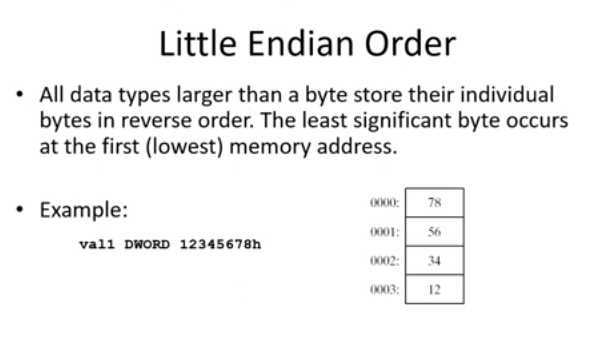 Little Endian Order
• All data types larger than a byte store their individual
bytes in reverse order. The least significant byte occurs
at the first (lowest) memory address.
• Example:
val1 DWORD 12345678h
0000: 78
0001: 56
0002: 34
0003: 12